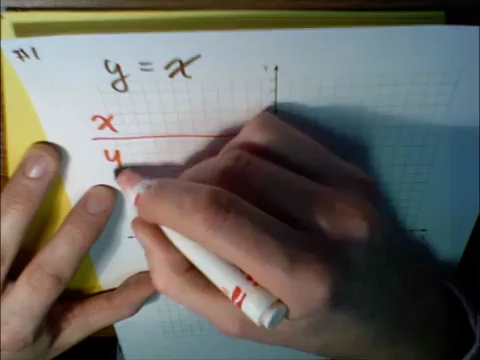 #1
y = x
x
y